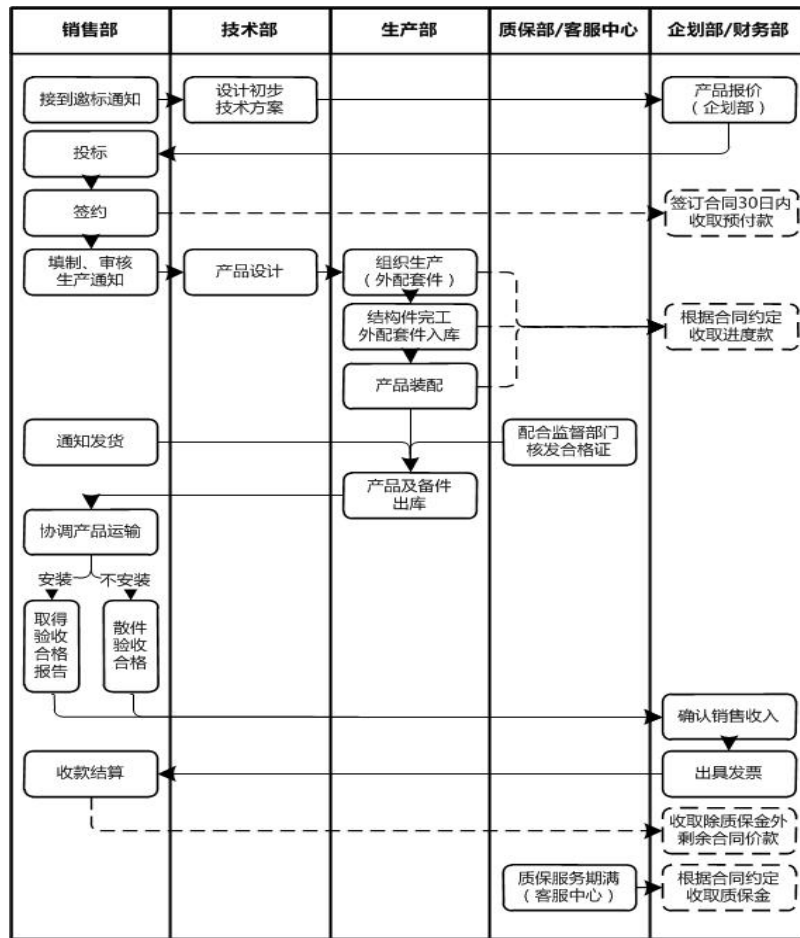 销售部
技术部
生产部
质保部/客服中心
企划部/财务部
接到邀标通知
设计初步
技术方案
产品报价
(企划部)
投标
签约
签订合同30日内
收取预付款
填制、审核
生产通知
产品设计
组织生产
(外配套件)
结构件完工
外配套件入库
根据合同约定
收取进度款
产品装配
通知发货
配合监督部门
核发合格证
产品及备件
出库
协调产品运输
安装
不安装
取得
验收
合格
报告
散件
验收
合格
确认销售收入
收款结算
出具发票
收取除质保金外
剩余合同价款
质保服务期满
(客服中心)
根据合同约定
收取质保金